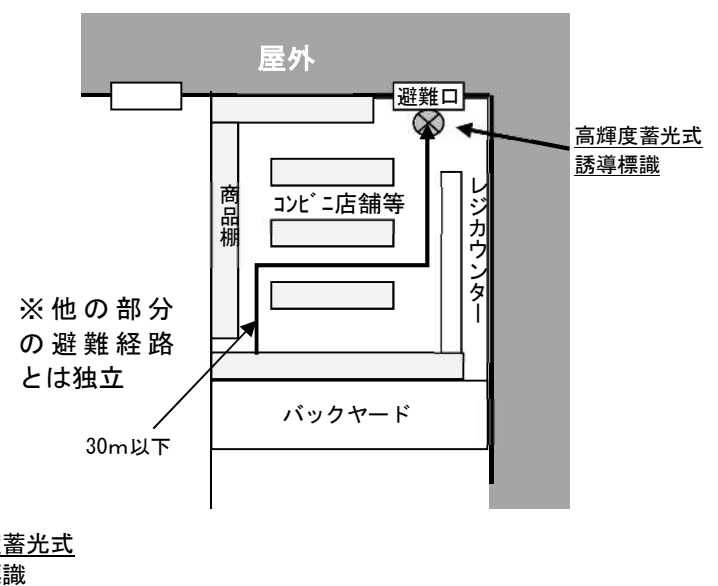 屋外
避難口
高輝度蓄光式
誘導標識
商品棚
コンビニ店舗等
レジカウンター
※他の部分
の避難経路
とは独立
バックヤード
30m以下
蓄光式
識